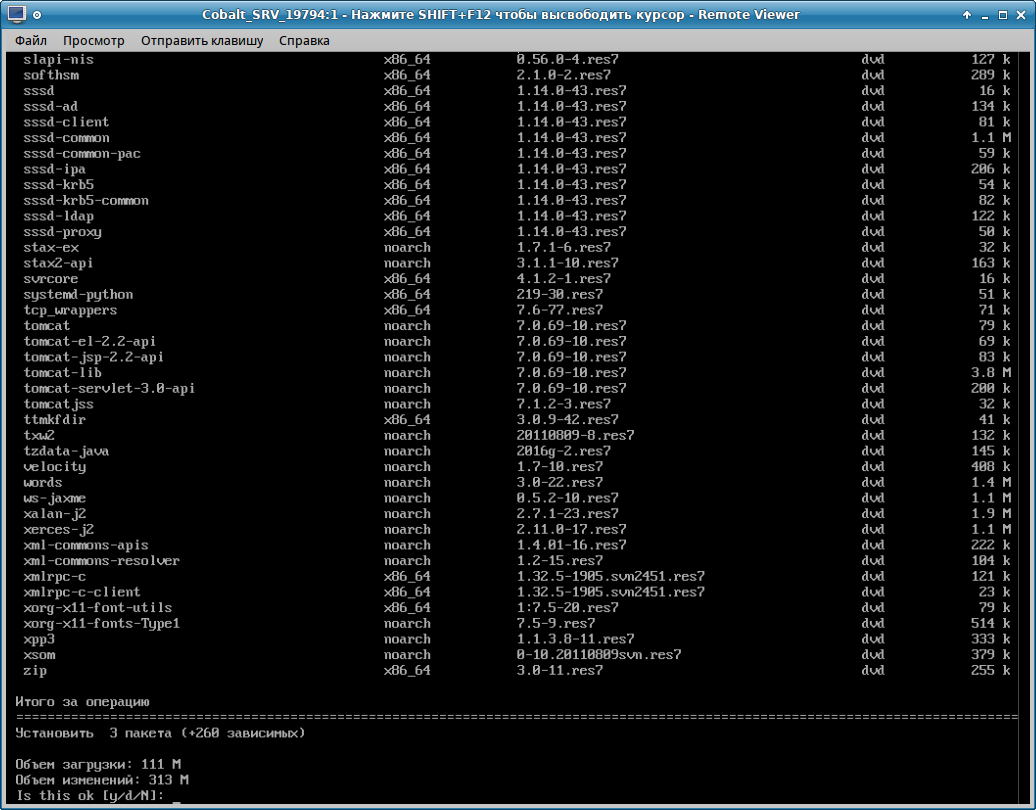 Cobalt_SRV_19794:1 - Нажмите SHIFT+F12 чтобы высвободить курсор - Remote Viewer
Файл Просмотр Отправить клавишу Справка
slapi-nis x86_64 0.56.0-4.res7 dvd 127 k
softhsm x86_64 2.1.0-2.res7 dvd 289 k
sssd x86_64 1.14.0-43.res7 dvd 16 k
sssd-ad x86_64 1.14.0-43.res7 dvd 134 k
sssd-client x86_64 1.14.0-43.res7 dvd 81 k
sssd-common x86_64 1.14.0-43.res7 dvd 1.1 M
sssd-common-pac x86_64 1.14.0-43.res7 dvd 59 k
sssd-ipa x86_64 1.14.0-43.res7 dvd 206 k
sssd-krb5 x86_64 1.14.0-43.res7 dvd 54 k
sssd-krb5-common x86_64 1.14.0-43.res7 dvd 82 k
sssd-ldap x86_64 1.14.0-43.res7 dvd 122 k
sssd-proxy x86_64 1.14.0-43.res7 dvd 50 k
stax-ex noarch 1.7.1-6.res7 dvd 32 k
stax2-api noarch 3.1.1-10.res7 dvd 163 k
svrcore x86_64 4.1.2-1.res7 dvd 16 k
systemd-python x86_64 219-30.res7 dvd 51 k
tcp_wrappers x86_64 7.6-77.res7 dvd 71 k
tomcat noarch 7.0.69-10.res7 dvd 79 k
tomcat-el-2.2-api noarch 7.0.69-10.res7 dvd 69 k
tomcat-jsp-2.2-api noarch 7.0.69-10.res7 dvd 83 k
tomcat-lib noarch 7.0.69-10.res7 dvd 3.8 M
tomcat-servlet-3.0-api noarch 7.0.69-10.res7 dvd 200 k
tomcatjss noarch 7.1.2-3.res7 dvd 32 k
ttmkfdir x86_64 3.0.9-42.res7 dvd 41 k
txw2 noarch 20110809-8.res7 dvd 132 k
tzdata-java noarch 2016g-2.res7 dvd 145 k
velocity noarch 1.7-10.res7 dvd 408 k
words noarch 3.0-22.res7 dvd 1.4 M
ws-jaxme noarch 0.5.2-10.res7 dvd 1.1 M
xalan-j2 noarch 2.7.1-23.res7 dvd 1.9 M
xerces-j2 noarch 2.11.0-17.res7 dvd 1.1 M
xml-commons-apis noarch 1.4.01-16.res7 dvd 222 k
xml-commons-resolver noarch 1.2-15.res7 dvd 104 k
xmlrpc-c x86_64 1.32.5-1905.svn2451.res7 dvd 121 k
xmlrpc-c-client x86_64 1.32.5-1905.svn2451.res7 dvd 23 k
xorg-x11-font-utils x86_64 1:7.5-20.res7 dvd 79 k
xorg-x11-fonts-Type1 noarch 7.5-9.res7 dvd 514 k
xpp3 noarch 1.1.3.8-11.res7 dvd 333 k
xsom noarch 0-10.20110809svn.res7 dvd 379 k
zip x86_64 3.0-11.res7 dvd 255 k
Итого за операцию
================================================================================
Установить 3 пакета (+260 зависимых)
Объем загрузки: 111 M
Объем изменений: 313 M
Is this ok [y/d/N]: _